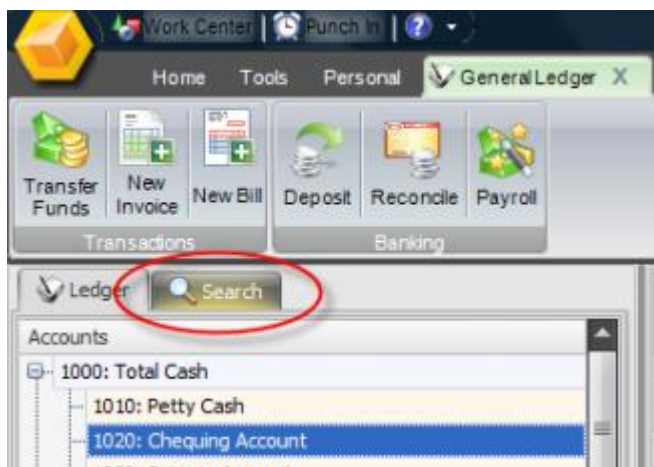 Work Center Punch In
Home Tools Personal GeneralLedger X
Transfer Funds New Invoice New Bill Deposit Reconcile Payroll
Transactions Banking
Ledger Search
Accounts
1000: Total Cash
1010: Petty Cash
1020: Chequing Account